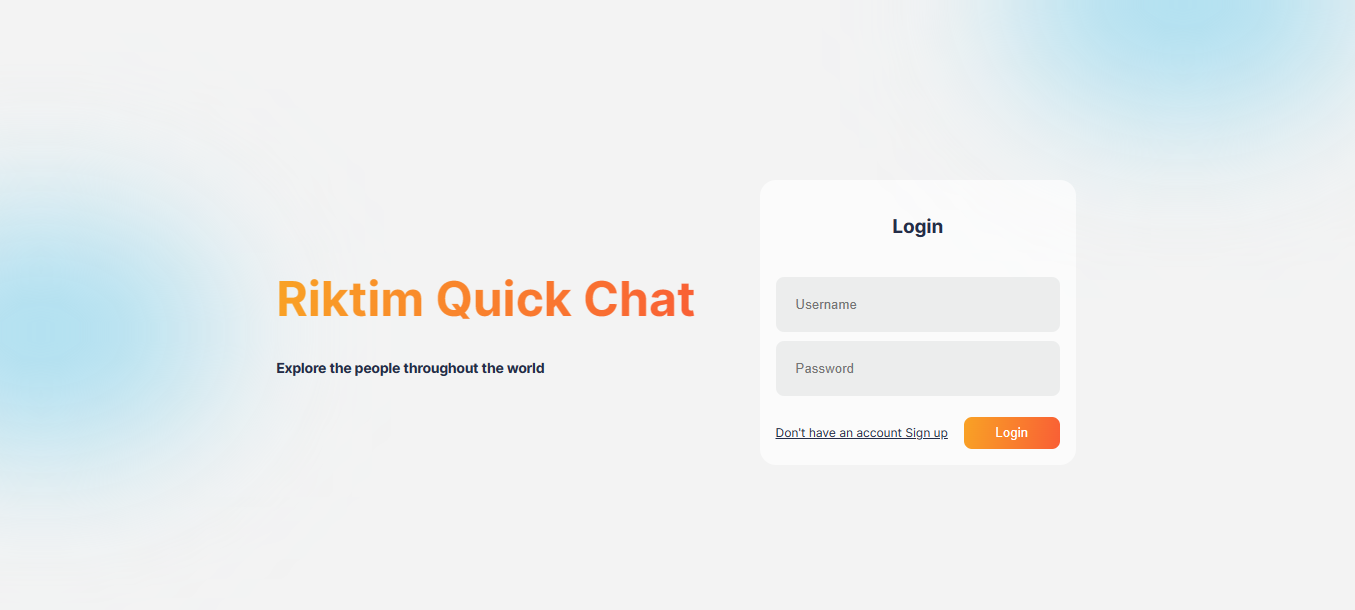 Riktim Quick Chat
Explore the people throughout the world
Login
Username
Password
Don't have an account Sign up
Login